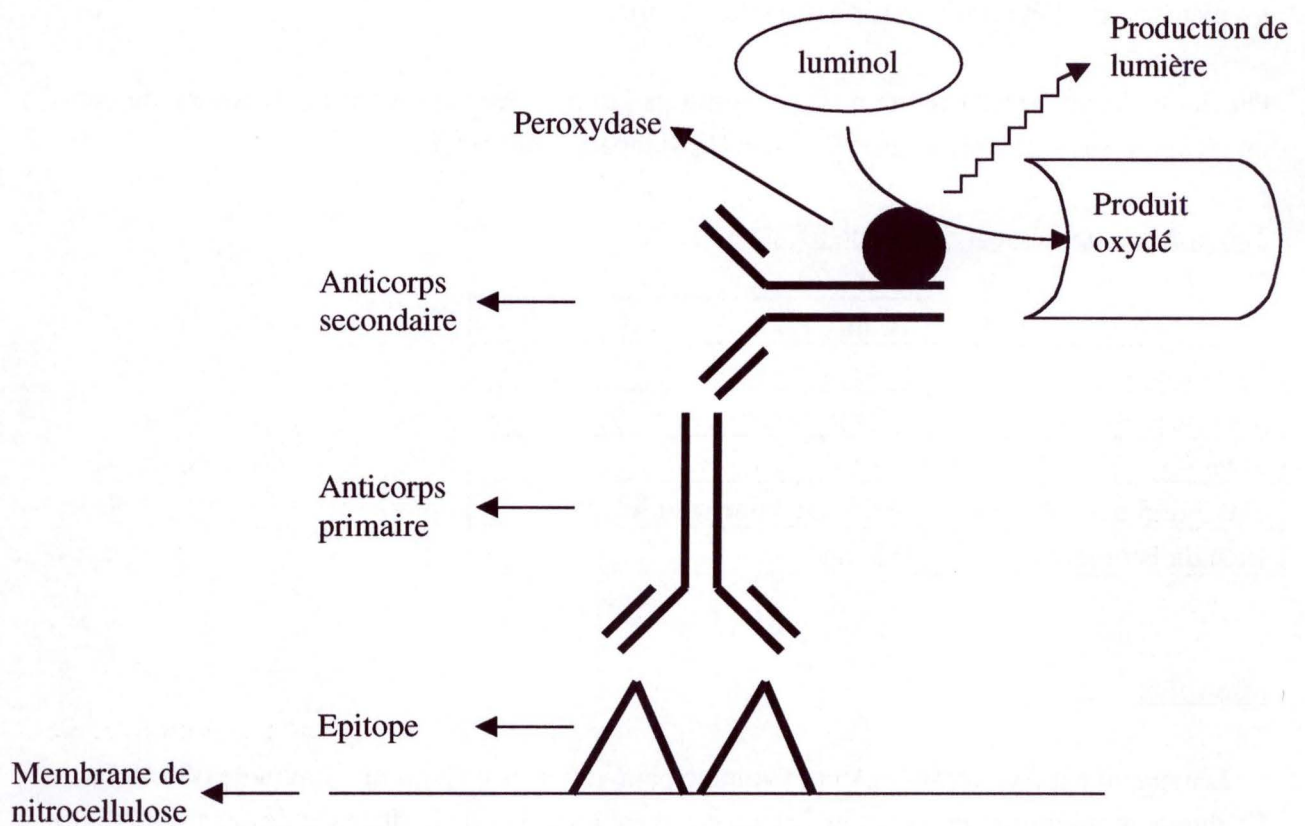 Production de
lumière
luminol
Peroxydase
Produit
oxydé
Anticorps
secondaire
Anticorps
primaire
Epitope
Membrane de
nitrocellulose